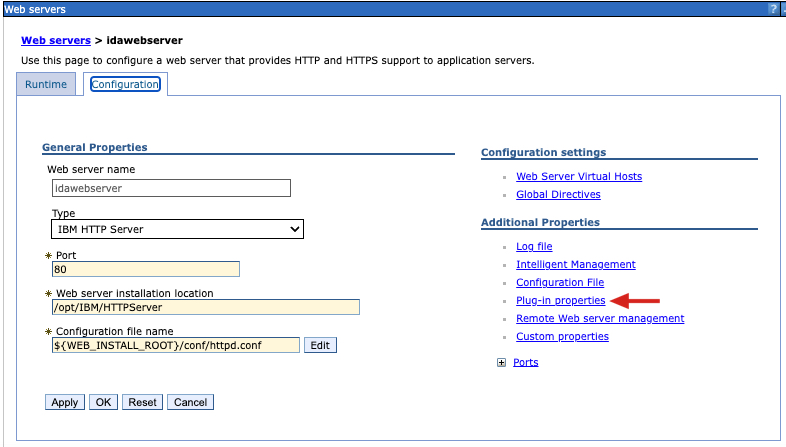 Web servers
?
Web servers > idawebserver
Use this page to configure a web server that provides HTTP and HTTPS support to application servers.
Runtime
Configuration
General Properties
Web server name
idawebserver
Type
IBM HTTP Server
* Port
80
* Web server installation location
/opt/IBM/HTTPServer
* Configuration file name
${WEB_INSTALL_ROOT}/conf/httpd.conf
Edit
Apply OK Reset Cancel
Configuration settings
Web Server Virtual Hosts
Global Directives
Additional Properties
Log file
Intelligent Management
Configuration File
Plug-in properties
Remote Web server management
Custom properties
Ports